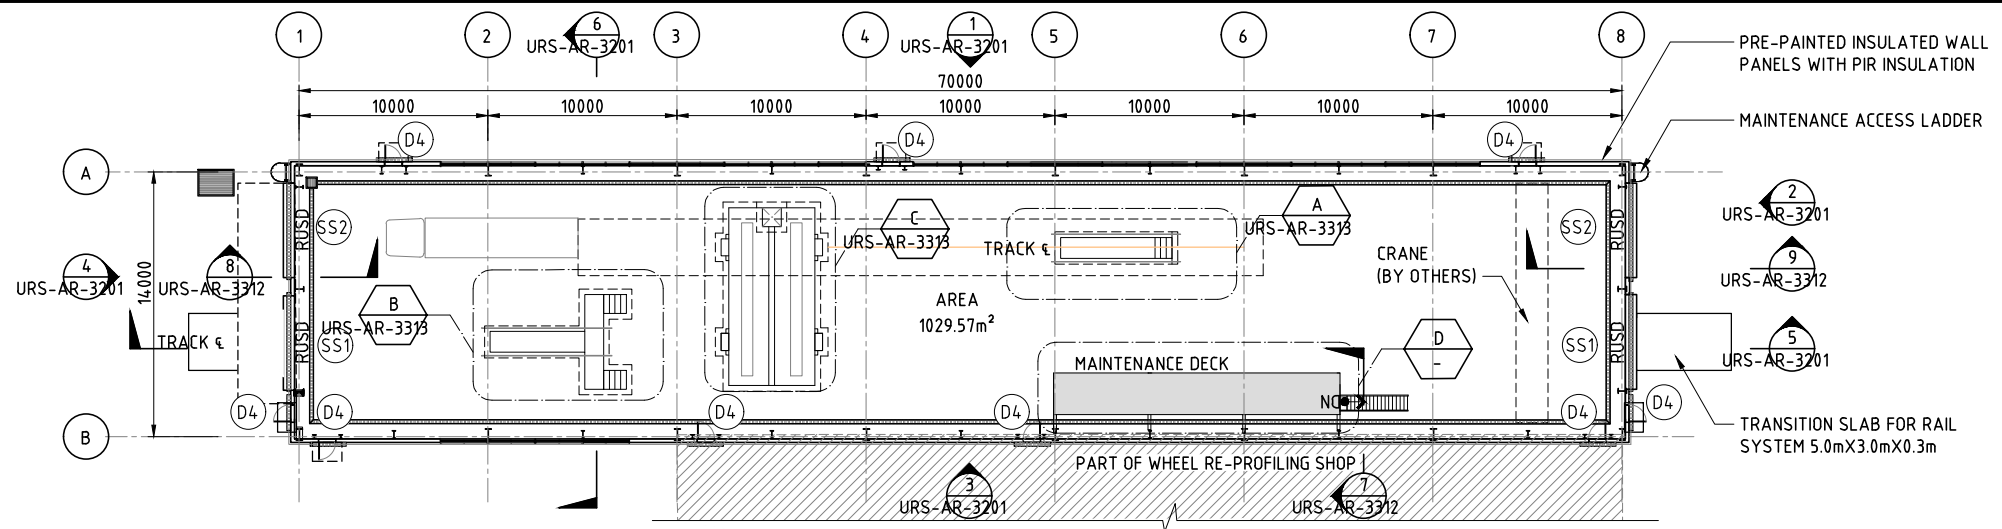 1
2
6
URS-AR-3201
3
4
1
URS-AR-3201
5
6
7
8
PRE-PAINTED INSULATED WALL
PANELS WITH PIR INSULATION
70000
10000
10000
10000
10000
10000
10000
10000
MAINTENANCE ACCESS LADDER
D4
D4
D4
A
2
URS-AR-3201
RUSD
SS2
C
URS-AR-3313
A
URS-AR-3313
TRACK ℄
SS2
RUSD
CRANE
(BY OTHERS)
4
URS-AR-3201
14000
8
URS-AR-3312
9
URS-AR-3312
B
URS-AR-3313
AREA
1029.57m²
TRACK ℄
RUSD
SS1
D
-
SS1
RUSD
5
URS-AR-3201
MAINTENANCE DECK
D4
D4
D4
D4
D4
D4
B
TRANSITION SLAB FOR RAIL
SYSTEM 5.0mX3.0mX0.3m
PART OF WHEEL RE-PROFILING SHOP
3
URS-AR-3201
7
URS-AR-3312